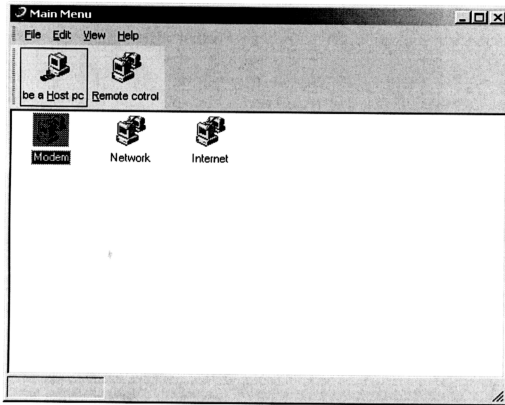 Main Menu
File Edit View Help
be a Host pc Remote cotrol
Modem Network Internet